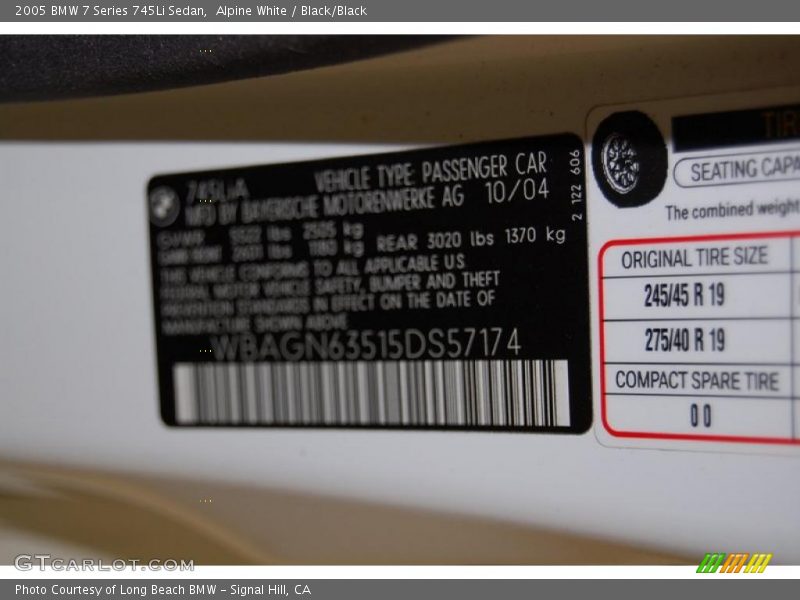 2005 BMW 7 Series 745Li Sedan,  Alpine White / Black/Black
745LiA VEHICLE TYPE: PASSENGER CAR
MFD BY BAYERISCHE MOTORENWERKE AG 10/04
lbs kg
lbs kg REAR 3020 lbs 1370 kg
THIS VEHICLE CONFORMS TO ALL APPLICABLE US
FEDERAL MOTOR VEHICLE SAFETY, BUMPER AND THEFT
PREVENTION STANDARDS IN EFFECT ON THE DATE OF
MANUFACTURE SHOWN ABOVE
WBAGN63515DS57174
2 122 606
TIR
SEATING CAPA
The combined weight
ORIGINAL TIRE SIZE
245/45 R 19
275/40 R 19
COMPACT SPARE TIRE
00
GTCARLOT.COM
Photo Courtesy of Long Beach BMW - Signal Hill, CA